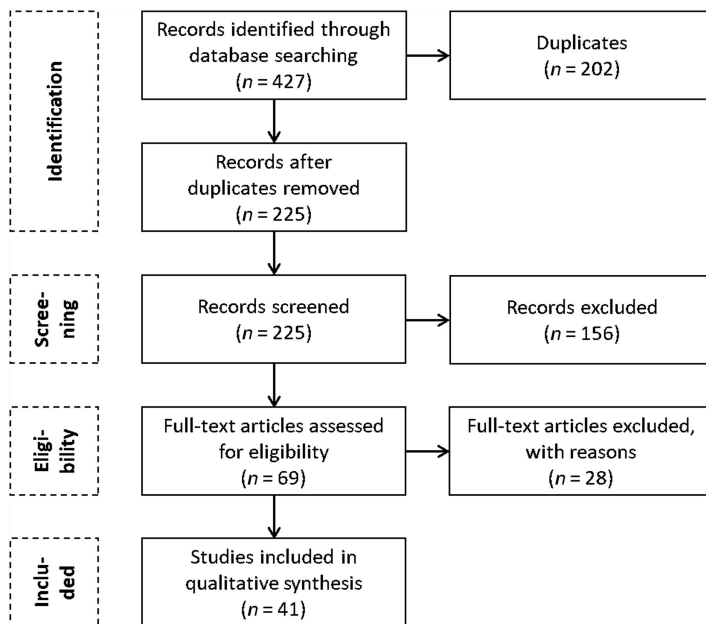 Identification
Records identified through
database searching
(n = 427)
Duplicates
(n = 202)
Records after
duplicates removed
(n = 225)
Scree-
ning
Records screened
(n = 225)
Records excluded
(n = 156)
Eligi-
bility
Full-text articles assessed
for eligibility
(n = 69)
Full-text articles excluded,
with reasons
(n = 28)
Inclu-
ded
Studies included in
qualitative synthesis
(n = 41)